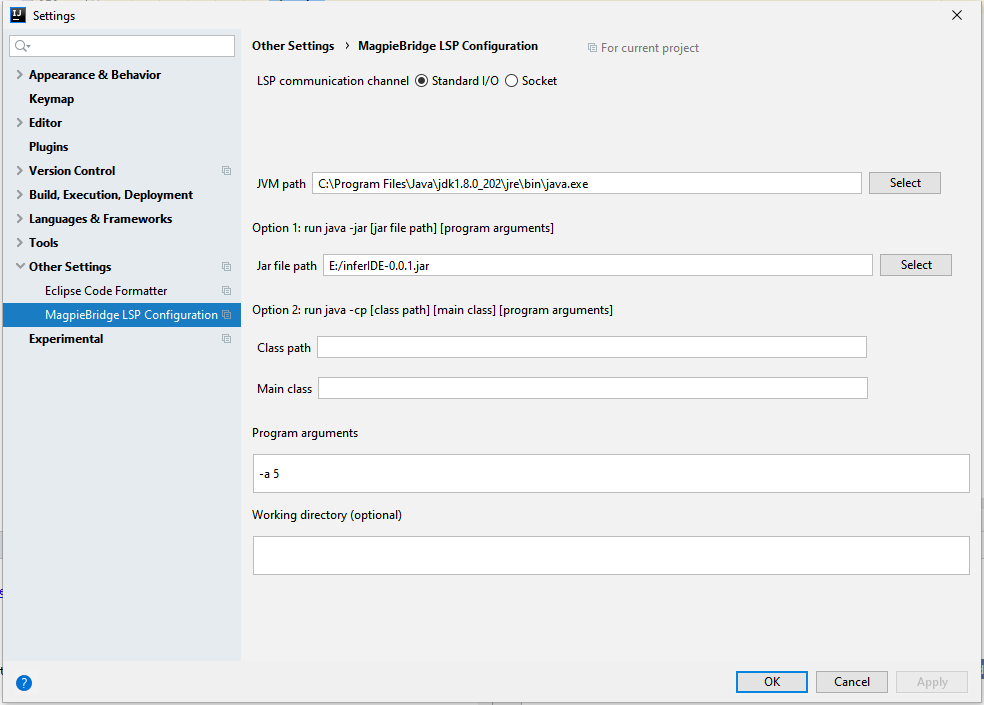 Settings
Other Settings › MagpieBridge LSP Configuration For current project
LSP communication channel Standard I/O Socket
Appearance & Behavior
Keymap
Editor
Plugins
Version Control
Build, Execution, Deployment
Languages & Frameworks
Tools
Other Settings
Eclipse Code Formatter
MagpieBridge LSP Configuration
Experimental
JVM path C:\Program Files\Java\jdk1.8.0_202\jre\bin\java.exe Select
Option 1: run java -jar [jar file path] [program arguments]
Jar file path E:/inferIDE-0.0.1.jar Select
Option 2: run java -cp [class path] [main class] [program arguments]
Class path
Main class
Program arguments
-a 5
Working directory (optional)
? OK Cancel Apply